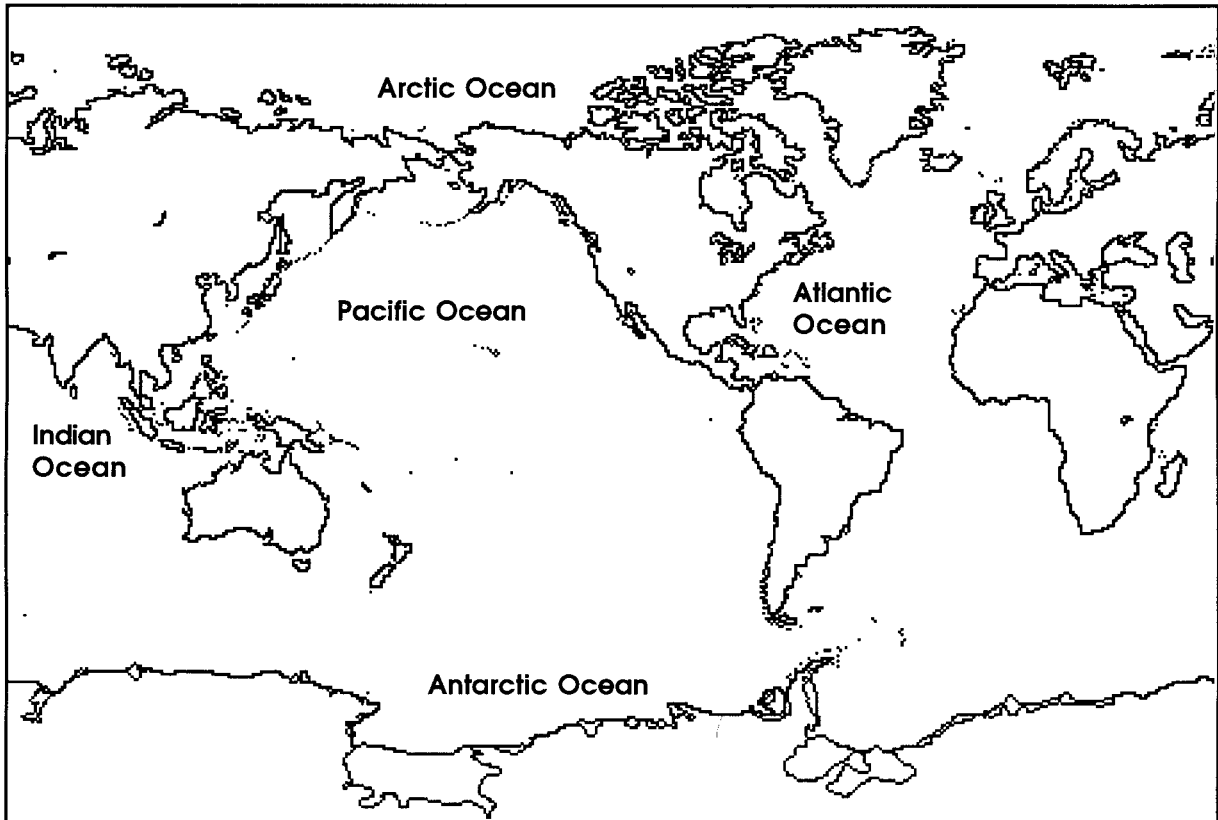 Arctic Ocean
Pacific Ocean
Atlantic
Ocean
Indian
Ocean
Antarctic Ocean